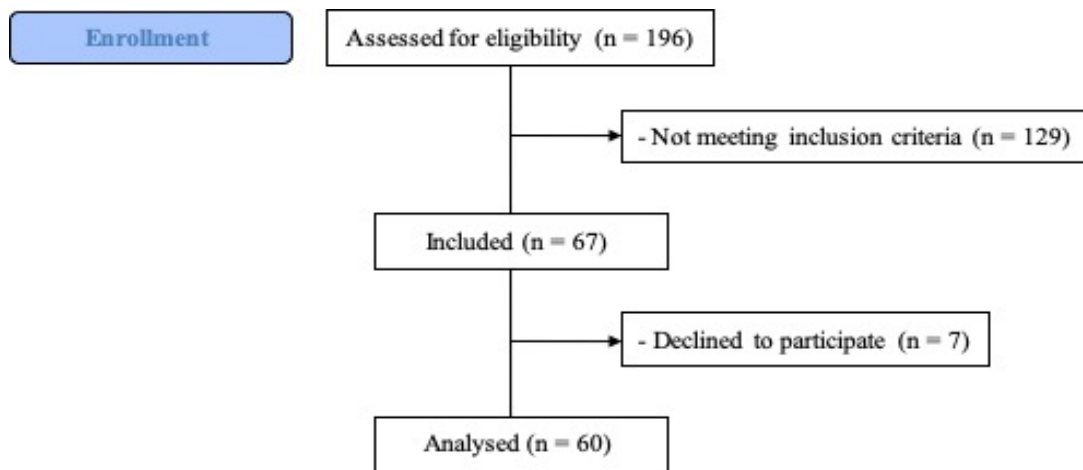 Enrollment
Assessed for eligibility (n = 196)
- Not meeting inclusion criteria (n = 129)
Included (n = 67)
- Declined to participate (n = 7)
Analysed (n = 60)